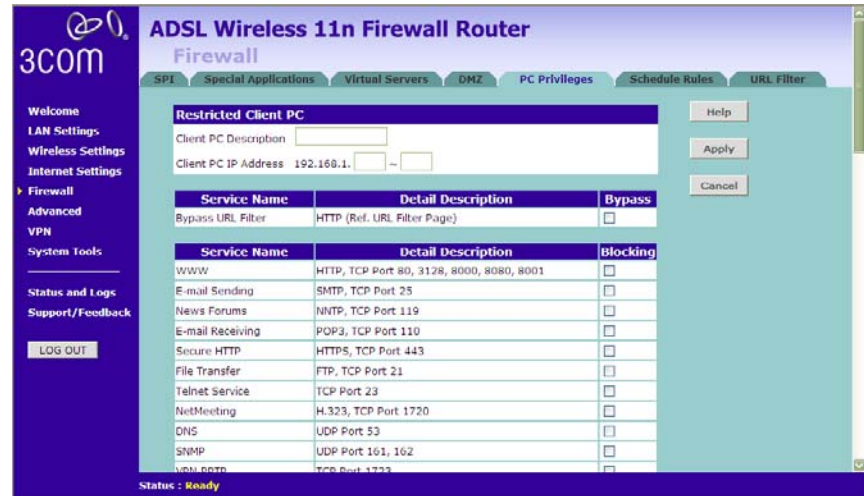 3COM
ADSL Wireless 11n Firewall Router
Firewall
SPI Special Applications Virtual Servers DMZ PC Privileges Schedule Rules URL Filter
Welcome
LAN Settings
Wireless Settings
Internet Settings
Firewall
Advanced
VPN
System Tools
Status and Logs
Support/Feedback
LOG OUT
Restricted Client PC
Client PC Description
Client PC IP Address 192.168.1. ~
Service Name Detail Description Bypass
Bypass URL Filter HTTP (Ref. URL Filter Page)
Service Name Detail Description Blocking
WWW HTTP, TCP Port 80, 3128, 8000, 8080, 8001
E-mail Sending SMTP, TCP Port 25
News Forums NNTP, TCP Port 119
E-mail Receiving POP3, TCP Port 110
Secure HTTP HTTPS, TCP Port 443
File Transfer FTP, TCP Port 21
Telnet Service TCP Port 23
NetMeeting H.323, TCP Port 1720
DNS UDP Port 53
SNMP UDP Port 161, 162
VPN-PPTP TCP Port 1723
Help
Apply
Cancel
Status : Ready